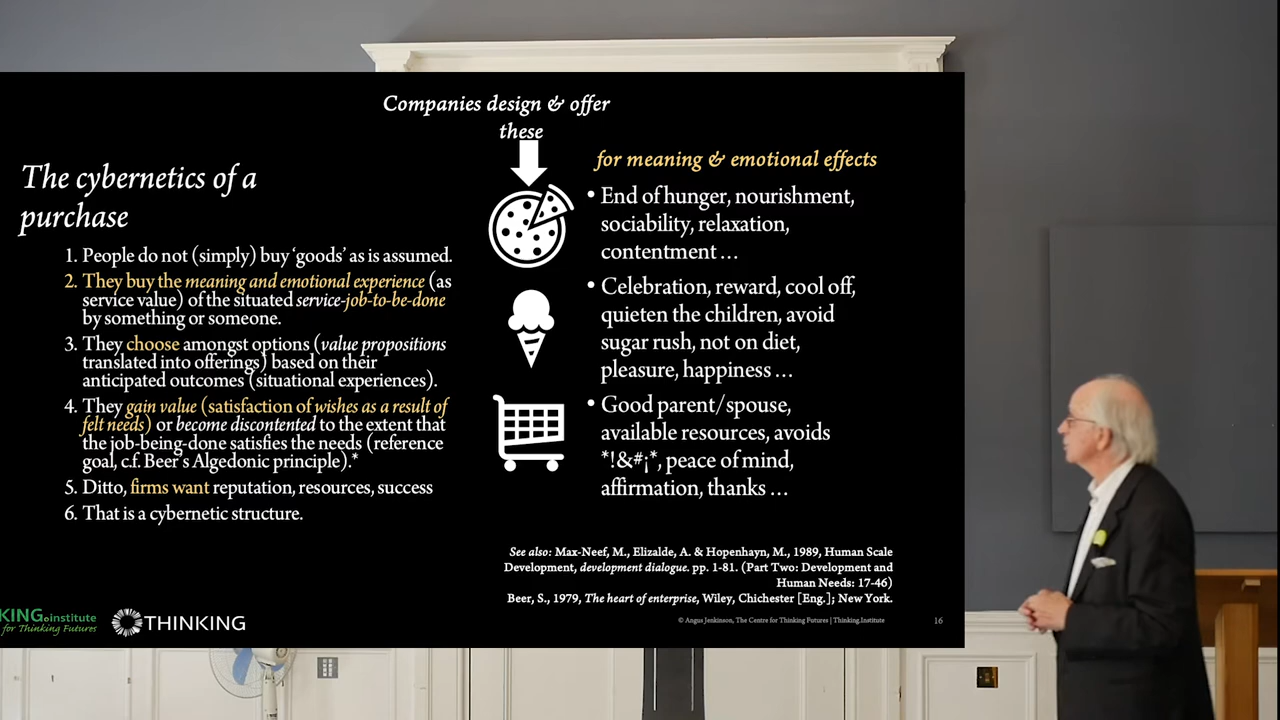 Companies design & offer
these
The cybernetics of a
purchase
1. People do not (simply) buy 'goods' as is assumed.
2. They buy the meaning and emotional experience (as
service value) of the situated service-job-to-be-done
by something or someone.
3. They choose amongst options (value propositions
translated into offerings) based on their
anticipated outcomes (situational experiences).
4. They gain value (satisfaction of wishes as a result of
felt needs) or become discontented to the extent that
the job-being-done satisfies the needs (reference
goal, c.f. Beer's Algedonic principle).*
5. Ditto, firms want reputation, resources, success
6. That is a cybernetic structure.
for meaning & emotional effects
• End of hunger, nourishment,
sociability, relaxation,
contentment …
• Celebration, reward, cool off,
quieten the children, avoid
sugar rush, not on diet,
pleasure, happiness …
• Good parent/spouse,
available resources, avoids
*!&#¡*, peace of mind,
affirmation, thanks …
See also: Max-Neef, M., Elizalde, A. & Hopenhayn, M., 1989, Human Scale
Development, development dialogue. pp. 1-81. (Part Two: Development and
Human Needs: 17-46)
Beer, S., 1979, The heart of enterprise, Wiley, Chichester [Eng.]; New York.
KING.institute
for Thinking Futures
THINKING
© Angus Jenkinson, The Centre for Thinking Futures | Thinking.Institute
16